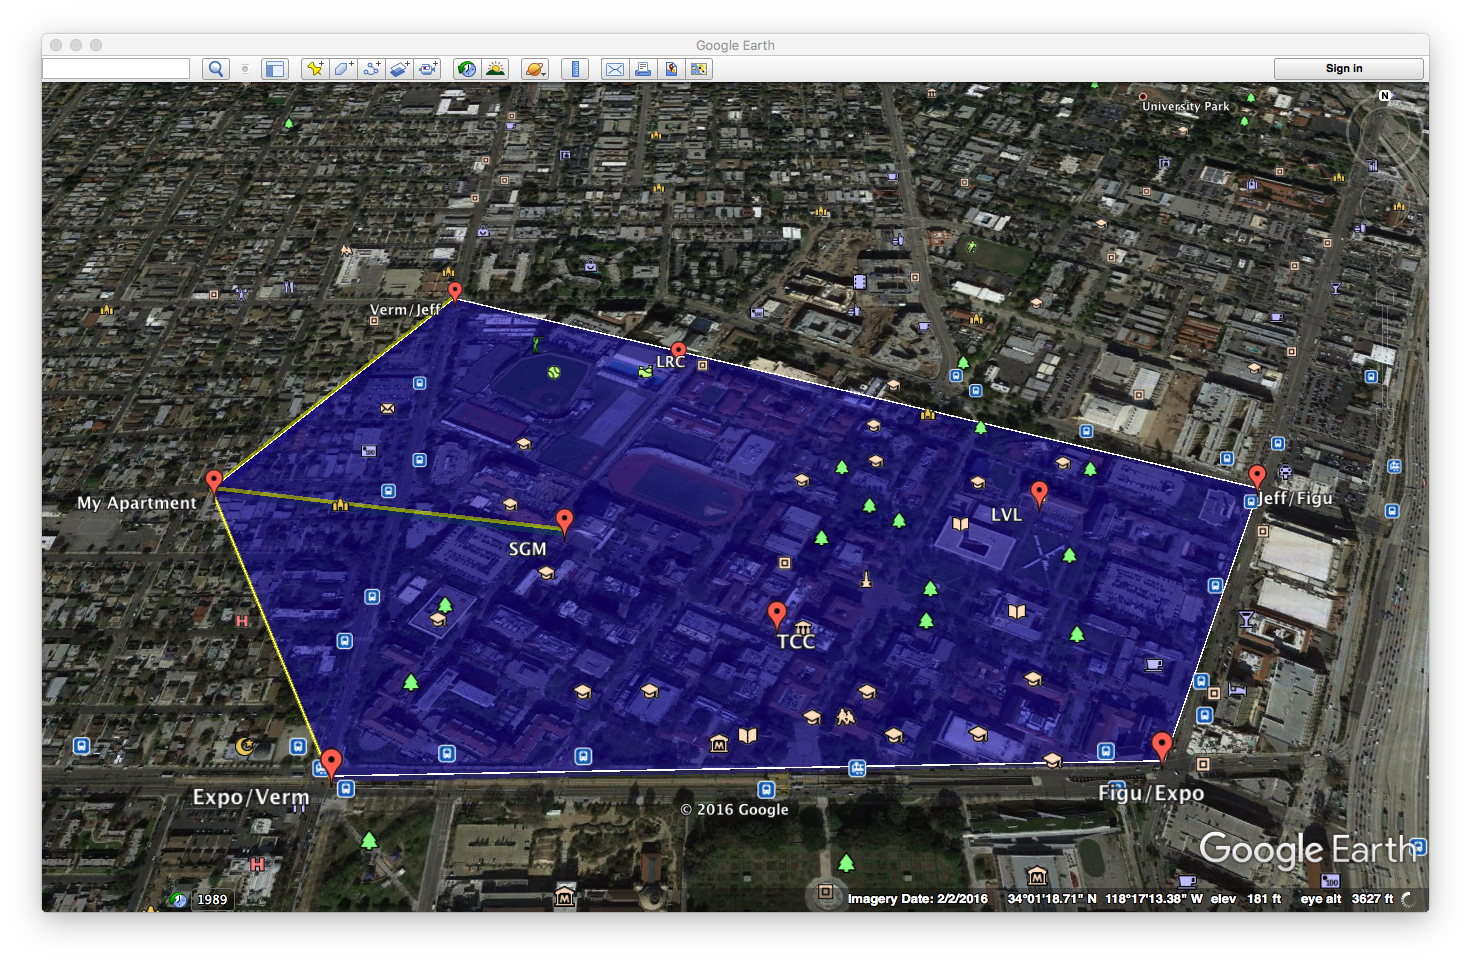 Google Earth
Sign in
N
University Park
Verm/Jeff
LRC
My Apartment
Jeff/Figu
LVL
SGM
TCC
Expo/Verm
Figu/Expo
© 2016 Google
Google Earth
1989
Imagery Date: 2/2/2016 34°01'18.71" N 118°17'13.38" W elev 181 ft eye alt 3627 ft